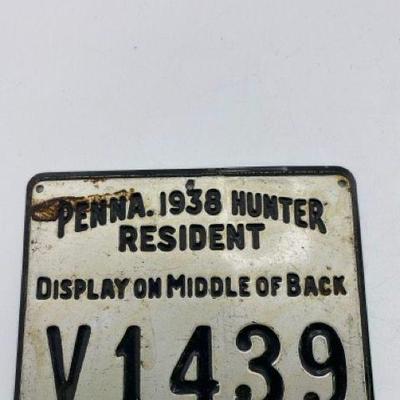 PENNA. 1938 HUNTER
RESIDENT
DISPLAY ON MIDDLE OF BACK
V1439